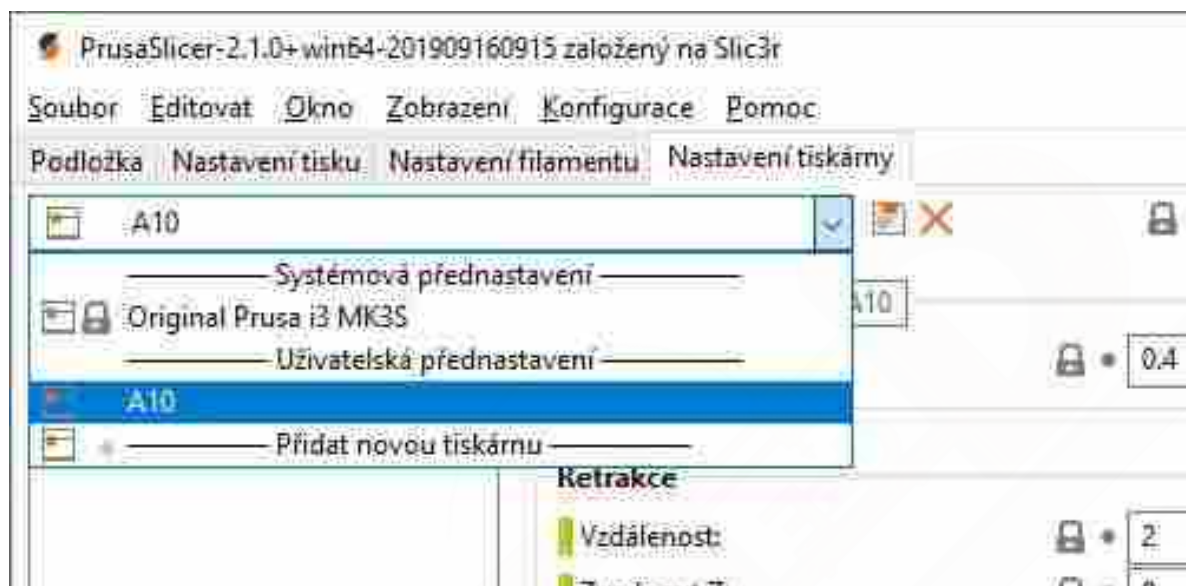 PrusaSlicer-2.1.0+win64-201909160915 založený na Slic3r
Soubor Editovat Okno Zobrazení Konfigurace Pomoc
Podložka Nastavení tisku Nastavení filamentu Nastavení tiskárny
A10
Systémová přednastavení
A10
Original Prusa i3 MK3S
Uživatelská přednastavení
0.4
A10
Přidat novou tiskárnu
Retrakce
Vzdálenost: 2